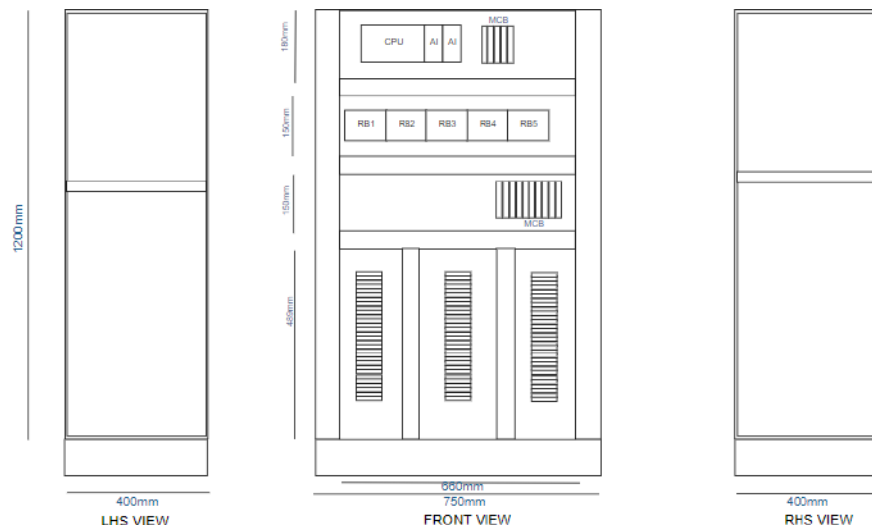 MCB
180mm
CPU AI AI
150mm
RB1 RB2 RB3 RB4 RB5
150mm
MCB
1200mm
489mm
660mm
400mm 750mm 400mm
LHS VIEW FRONT VIEW RHS VIEW